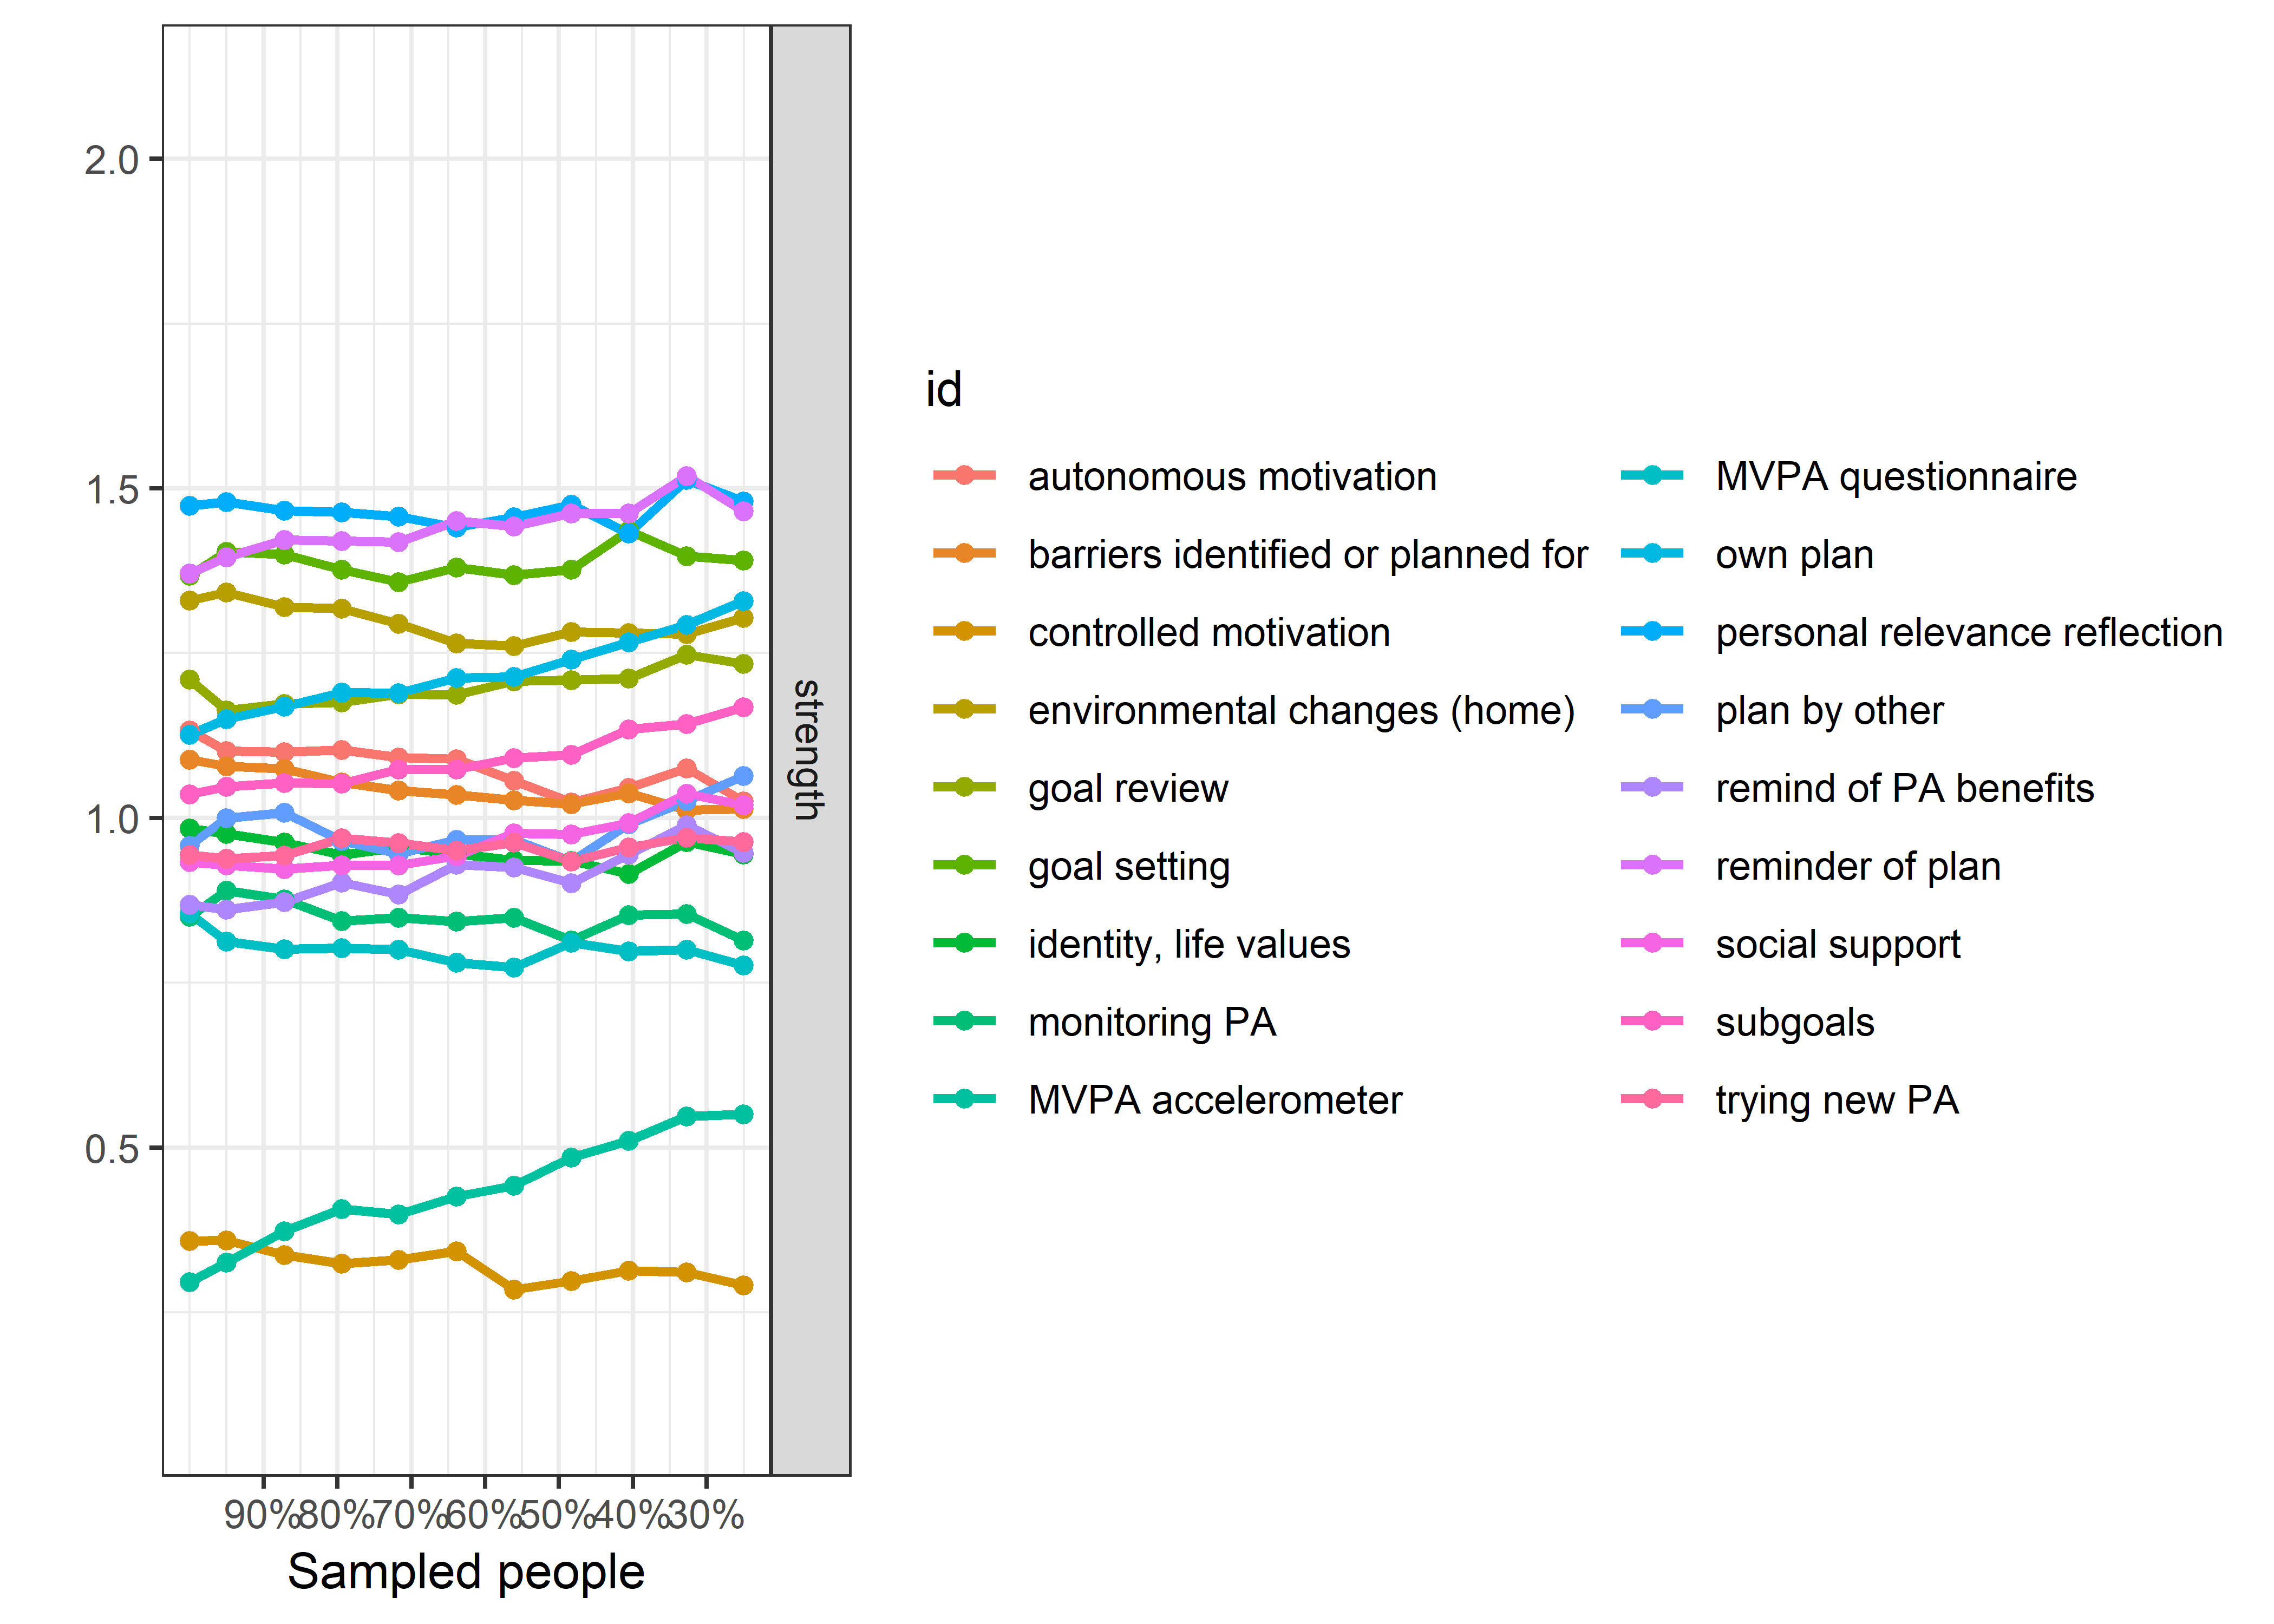 2.0
1.5
1.0
0.5
90% 80% 70% 60% 50% 40% 30%
Sampled people
strength
id
autonomous motivation
barriers identified or planned for
controlled motivation
environmental changes (home)
goal review
goal setting
identity, life values
monitoring PA
MVPA accelerometer
MVPA questionnaire
own plan
personal relevance reflection
plan by other
remind of PA benefits
reminder of plan
social support
subgoals
trying new PA